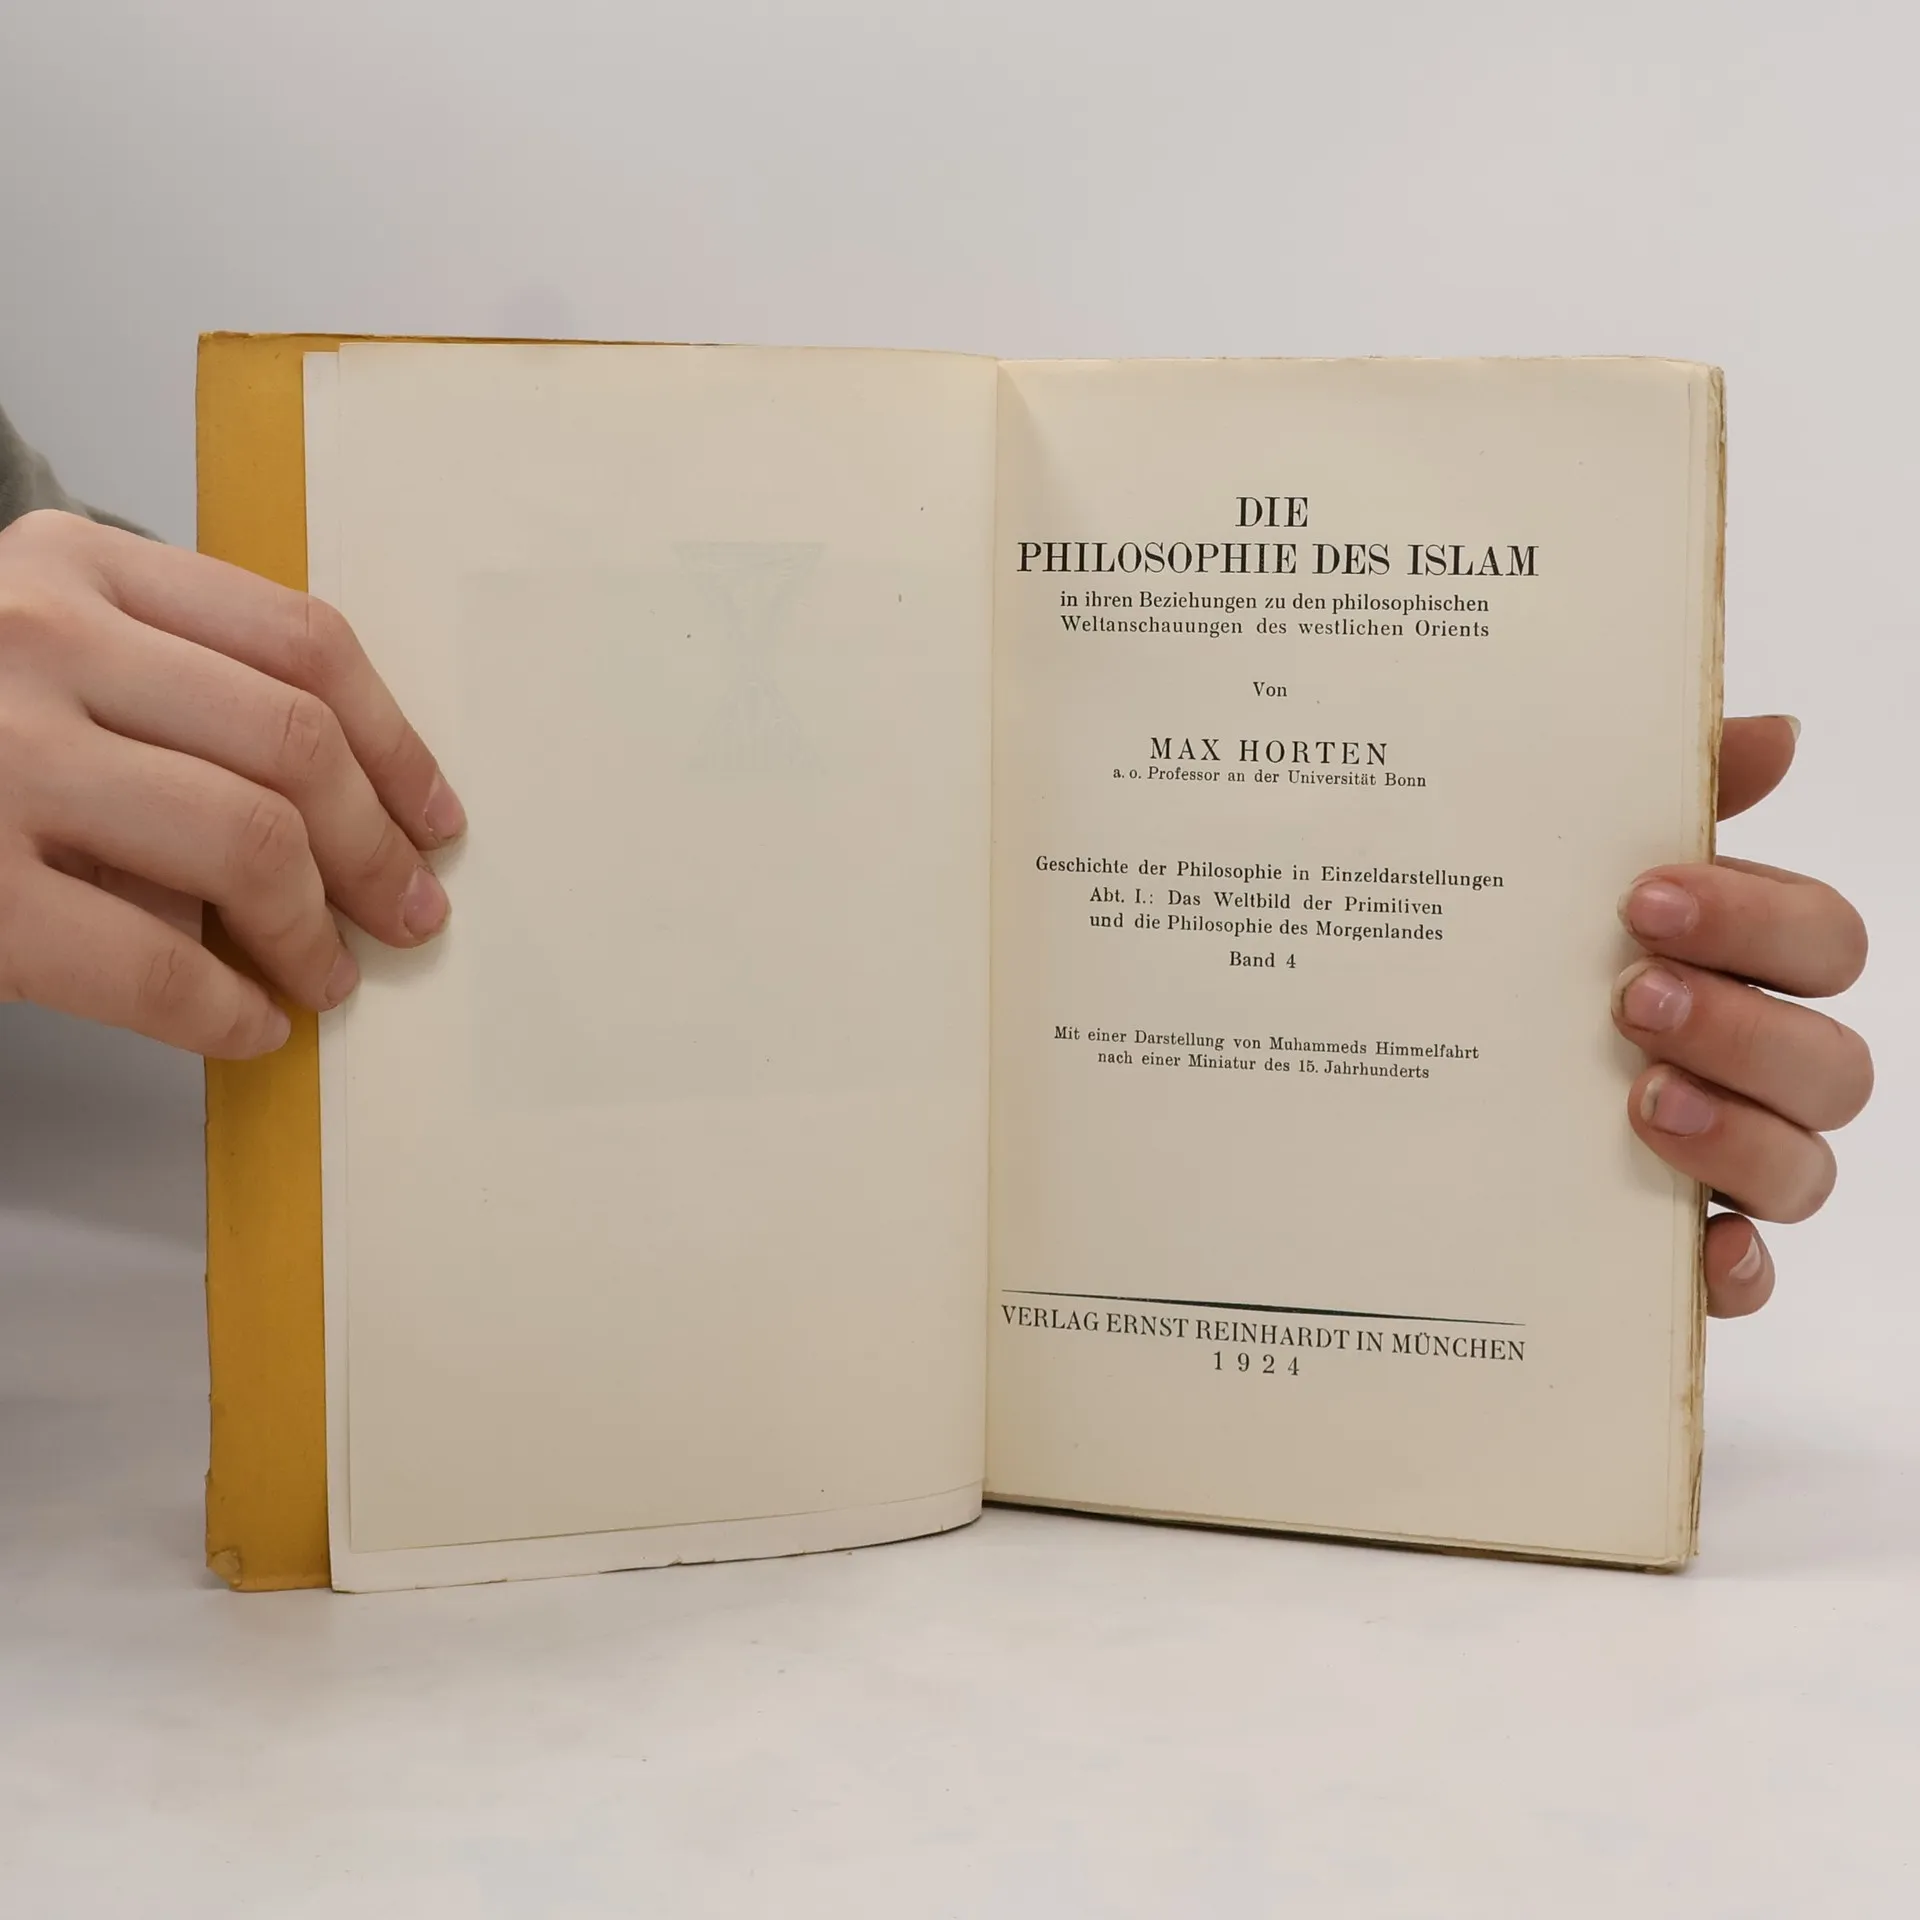 DIE
PHILOSOPHIE DES ISLAM
in ihren Beziehungen zu den philosophischen
Weltanschauungen des westlichen Orients
Von
MAX HORTEN
a. o. Professor an der Universität Bonn
Geschichte der Philosophie in Einzeldarstellungen
Abt. I.: Das Weltbild der Primitiven
und die Philosophie des Morgenlandes
Band 4
Mit einer Darstellung von Muhammeds Himmelfahrt
nach einer Miniatur des 15. Jahrhunderts
VERLAG ERNST REINHARDT IN MÜNCHEN
1924